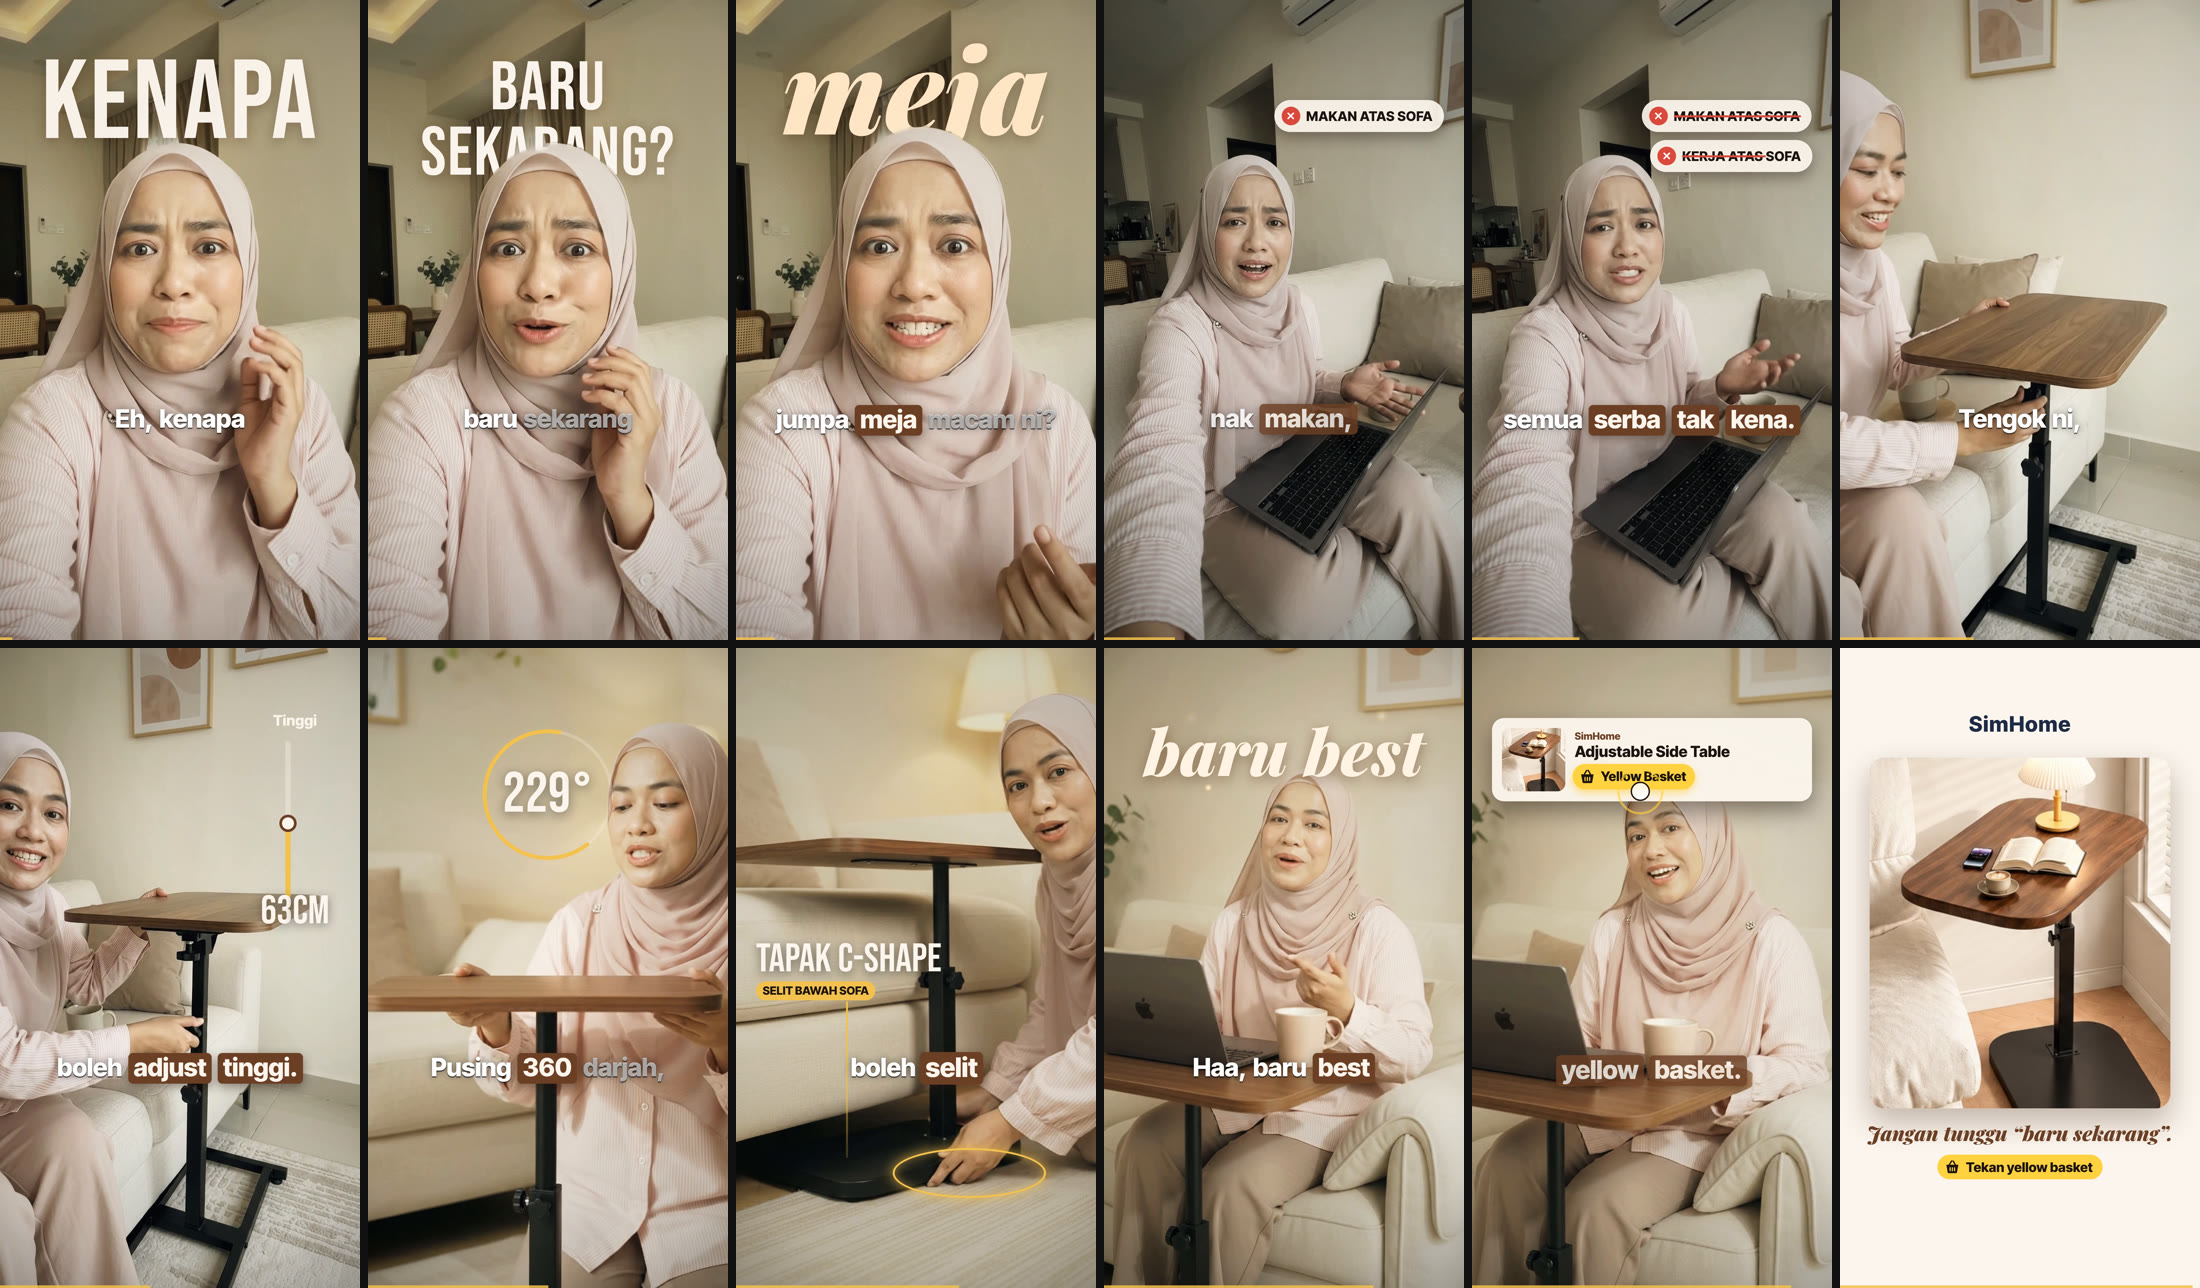 KENAPA
Eh, kenapa
BARU
SEKARANG?
baru sekarang
meja
jumpa meja macam ni?
MAKAN ATAS SOFA
nak makan,
MAKAN ATAS SOFA
KERJA ATAS SOFA
semua serba tak kena.
Tengok ni,
Tinggi
63CM
boleh adjust tinggi.
229°
Pusing 360 darjah,
TAPAK C-SHAPE
SELIT BAWAH SOFA
boleh selit
baru best
Haa, baru best
SimHome
Adjustable Side Table
Yellow Basket
yellow basket.
SimHome
Jangan tunggu “baru sekarang”.
Tekan yellow basket